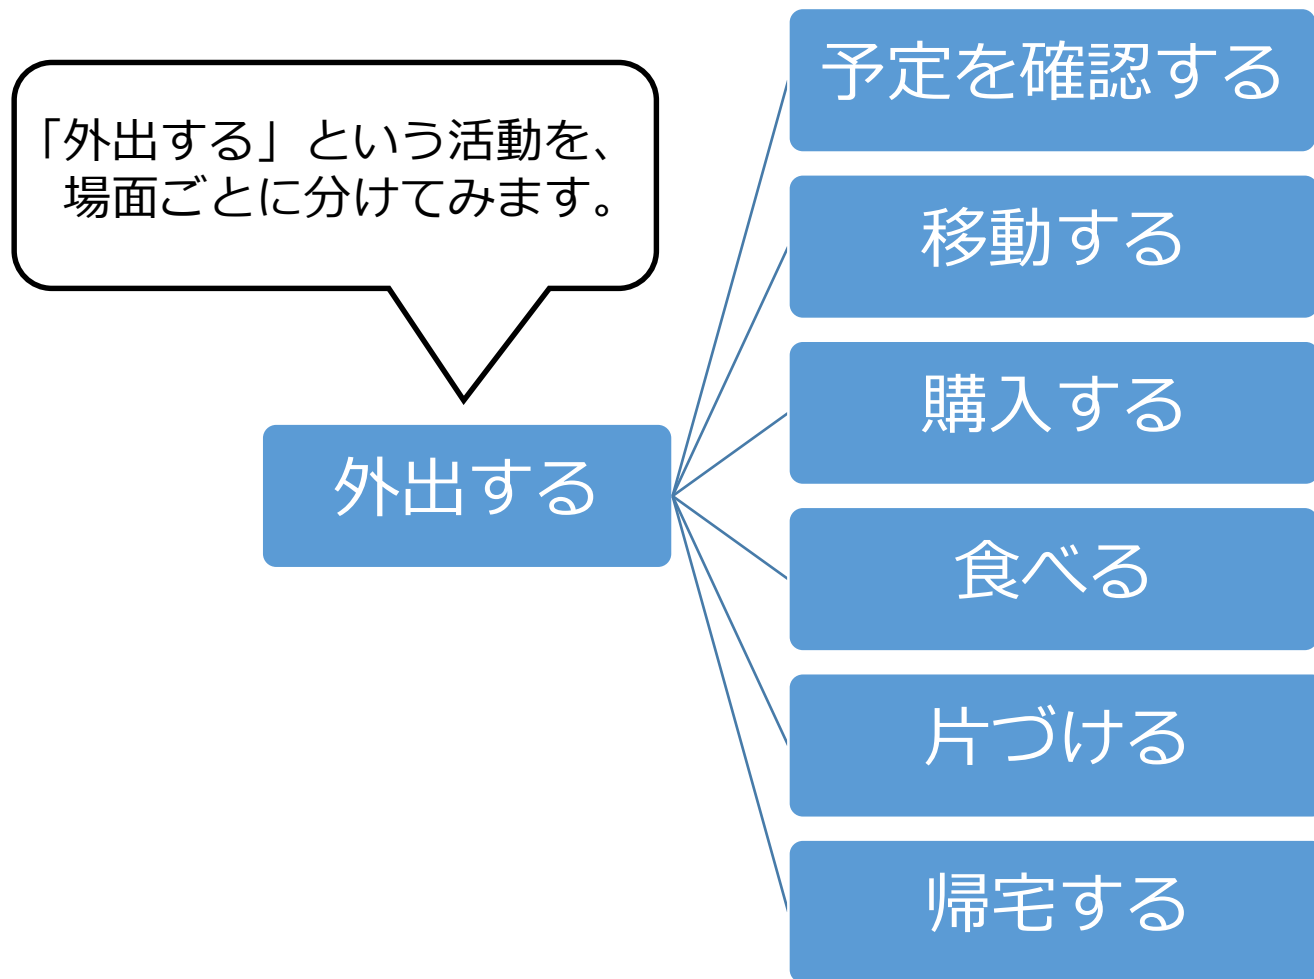 「外出する」という活動を、
場面ごとに分けてみます。
外出する
予定を確認する
移動する
購入する
食べる
片づける
帰宅する